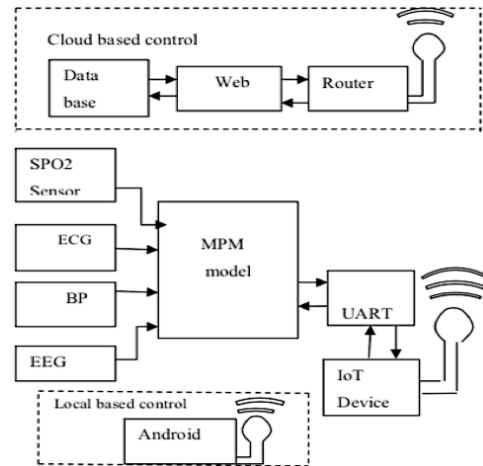 Cloud based control
Data
base
Web
Router
SPO2
Sensor
ECG
BP
EEG
MPM
model
UART
IoT
Device
Local based control
Android